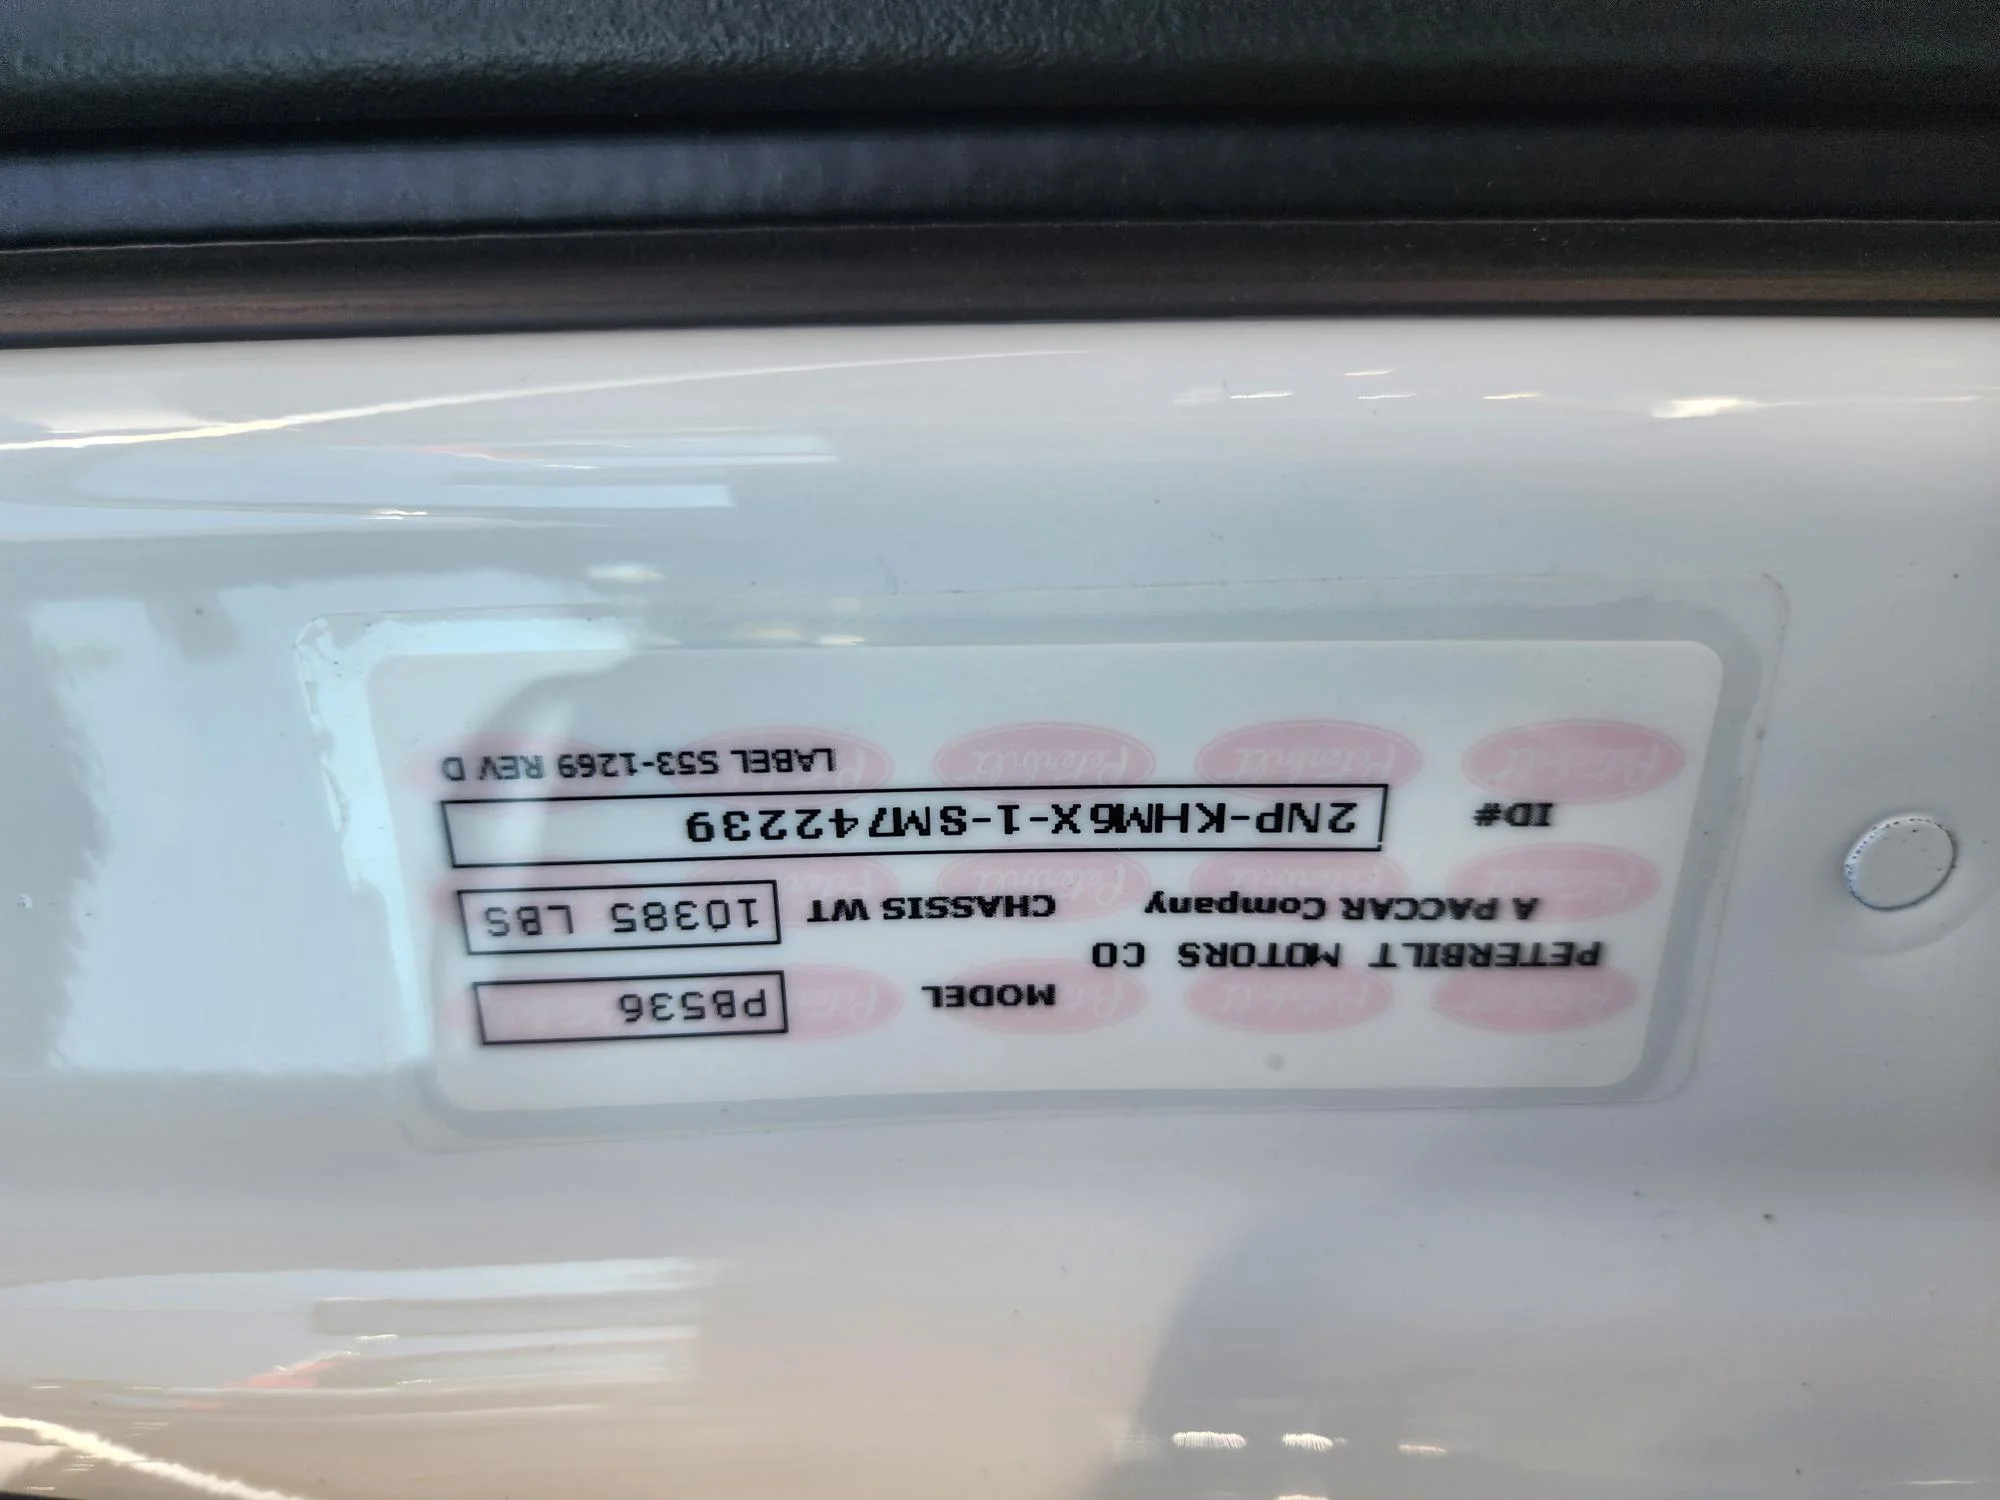 MODEL PB536
PETERBILT MOTORS CO
A PACCAR Company CHASSIS WT 10385 LBS
ID# 2NP-KHM6X-1-SM742239
LABEL S53-1269 REV D